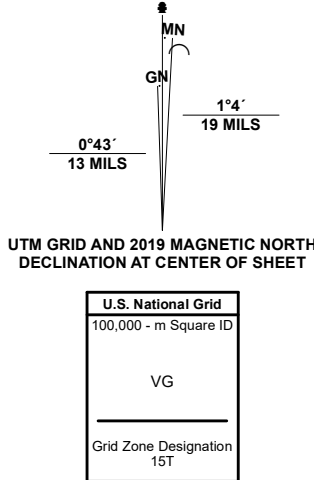 MN
GN
1°4´
19 MILS
0°43´
13 MILS
UTM GRID AND 2019 MAGNETIC NORTH
DECLINATION AT CENTER OF SHEET
U.S. National Grid
100,000 - m Square ID
VG
Grid Zone Designation
15T